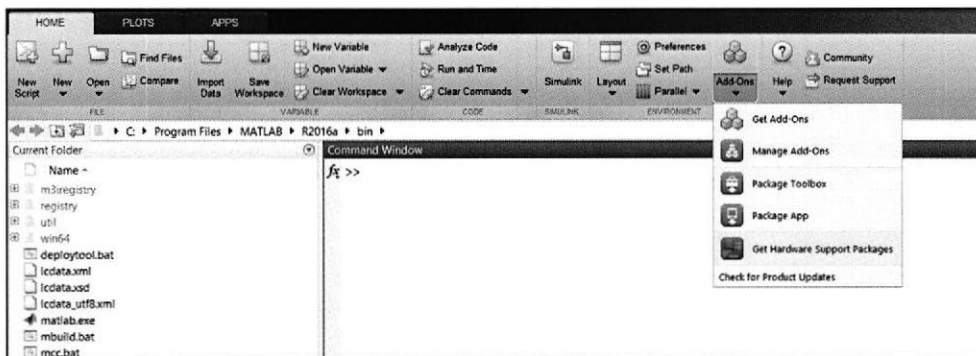 HOME PLOTS APPS
New Script
New
Open
Find Files
Compare
Import Data
Save Workspace
New Variable
Open Variable
Clear Workspace
Analyze Code
Run and Time
Clear Commands
Simulink
Layout
Preferences
Set Path
Parallel
Add-Ons
Help
Community
Request Support
FILE VARIABLE CODE SIMULINK ENVIRONMENT
C: Program Files MATLAB R2016a bin
Current Folder
Name
m3iregistry
registry
util
win64
deploytool.bat
lcdata.xml
lcdata.xsd
lcdata_utf8.xml
matlab.exe
mbuild.bat
mcc.bat
Command Window
fx >>
Get Add-Ons
Manage Add-Ons
Package Toolbox
Package App
Get Hardware Support Packages
Check for Product Updates